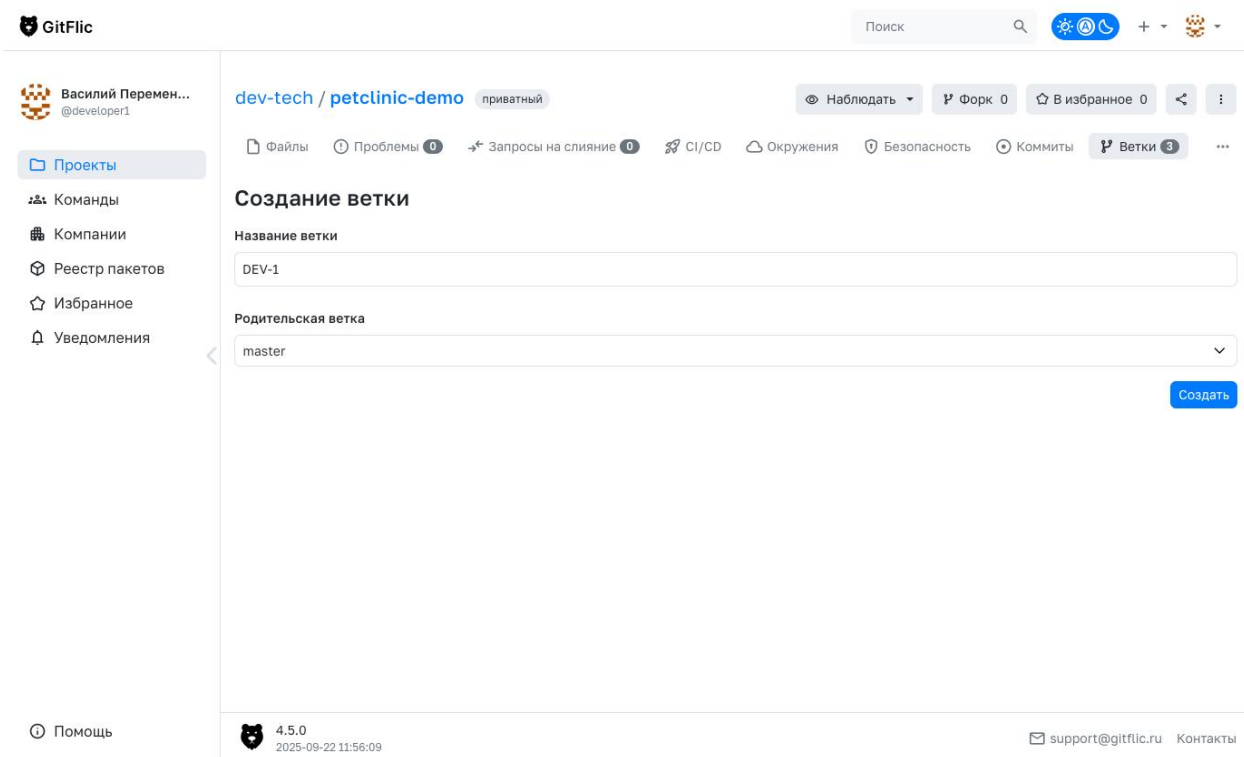 GitFlic
Поиск
Василий Перемен...
@developer1
Проекты
Команды
Компании
Реестр пакетов
Избранное
Уведомления
Помощь
dev-tech / petclinic-demo приватный
Наблюдать
Форк 0
В избранное 0
Файлы
Проблемы 0
Запросы на слияние 0
CI/CD
Окружения
Безопасность
Коммиты
Ветки 3
Создание ветки
Название ветки
DEV-1
Родительская ветка
master
Создать
4.5.0
2025-09-22 11:56:09
support@gitflic.ru
Контакты